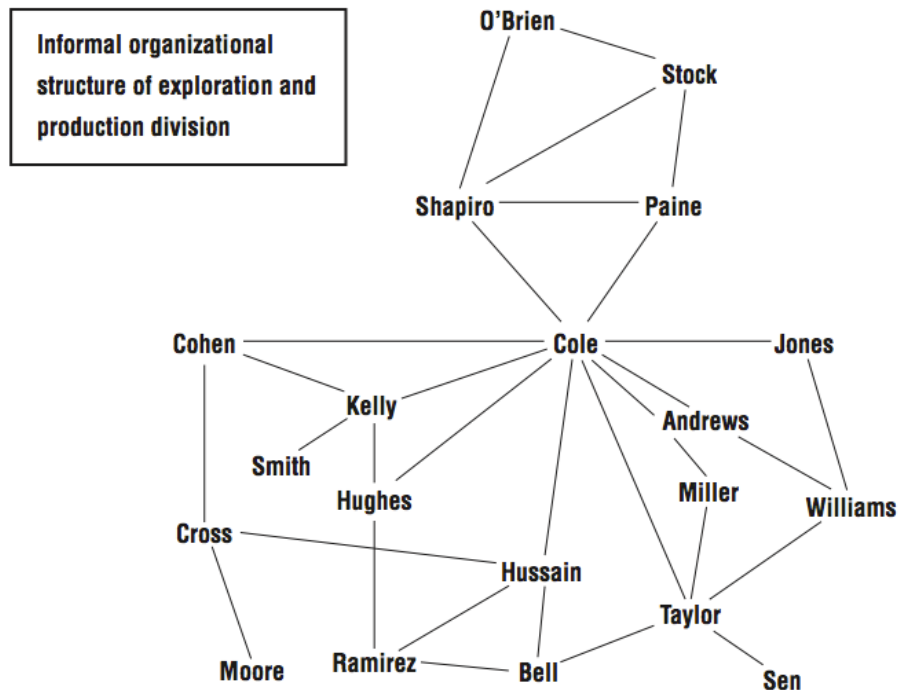 Informal organizational
structure of exploration and
production division
O'Brien
Stock
Shapiro
Paine
Cohen
Cole
Jones
Kelly
Andrews
Smith
Hughes
Miller
Williams
Cross
Hussain
Taylor
Moore
Ramirez
Bell
Sen